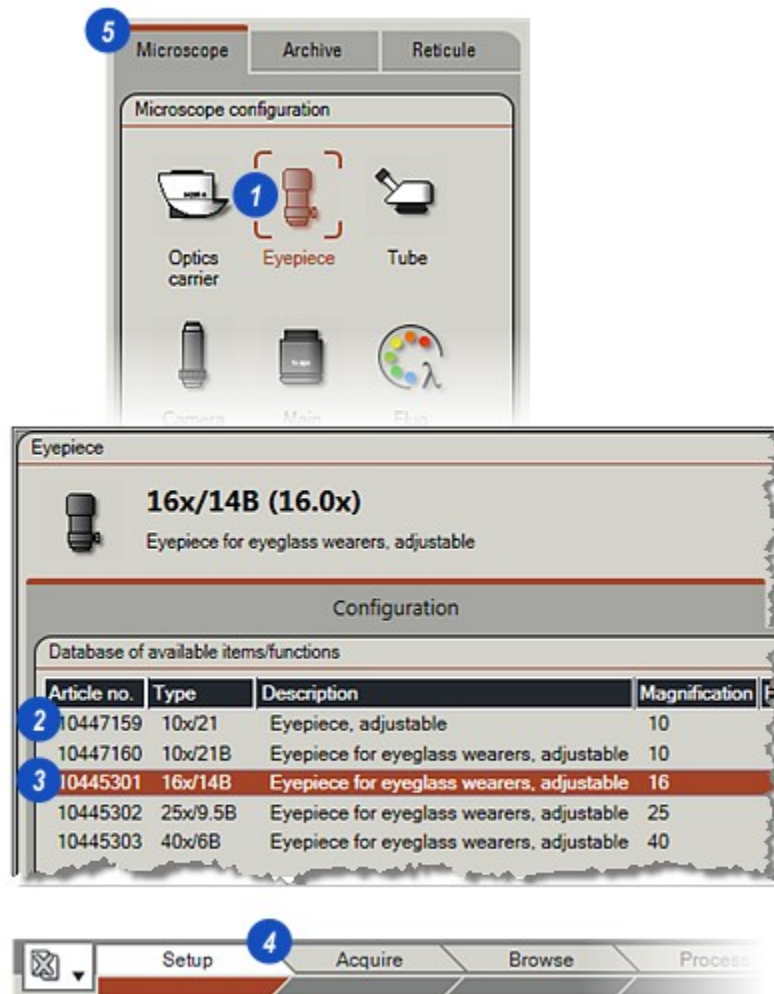 5
Microscope Archive Reticule
Microscope configuration
1
Optics carrier
Eyepiece
Tube
Camera Main Fluo
Eyepiece
16x/14B (16.0x)
Eyepiece for eyeglass wearers, adjustable
Configuration
Database of available items/functions
Article no. Type Description Magnification
2 10447159 10x/21 Eyepiece, adjustable 10
10447160 10x/21B Eyepiece for eyeglass wearers, adjustable 10
3 10445301 16x/14B Eyepiece for eyeglass wearers, adjustable 16
10445302 25x/9.5B Eyepiece for eyeglass wearers, adjustable 25
10445303 40x/6B Eyepiece for eyeglass wearers, adjustable 40
4
Setup Acquire Browse Process